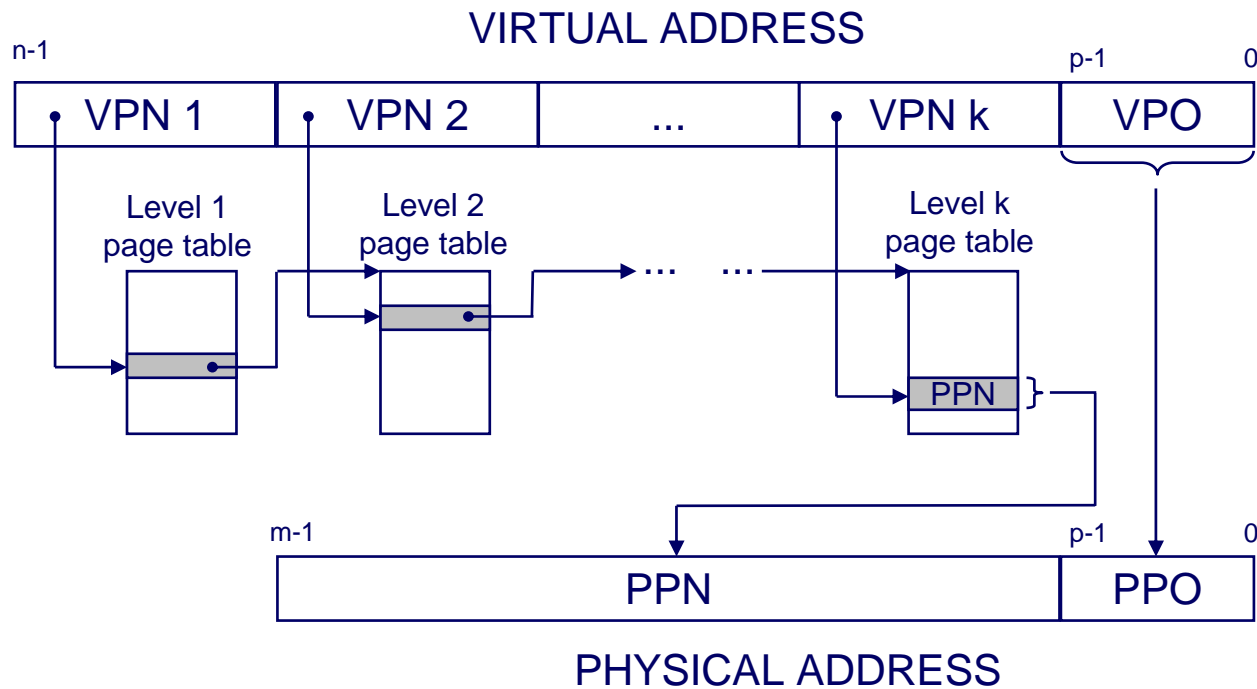 VIRTUAL ADDRESS
n-1 p-1 0
VPN 1 VPN 2 ... VPN k VPO
Level 1 Level 2 Level k
page table page table page table
... ...
PPN
m-1 p-1 0
PPN PPO
PHYSICAL ADDRESS